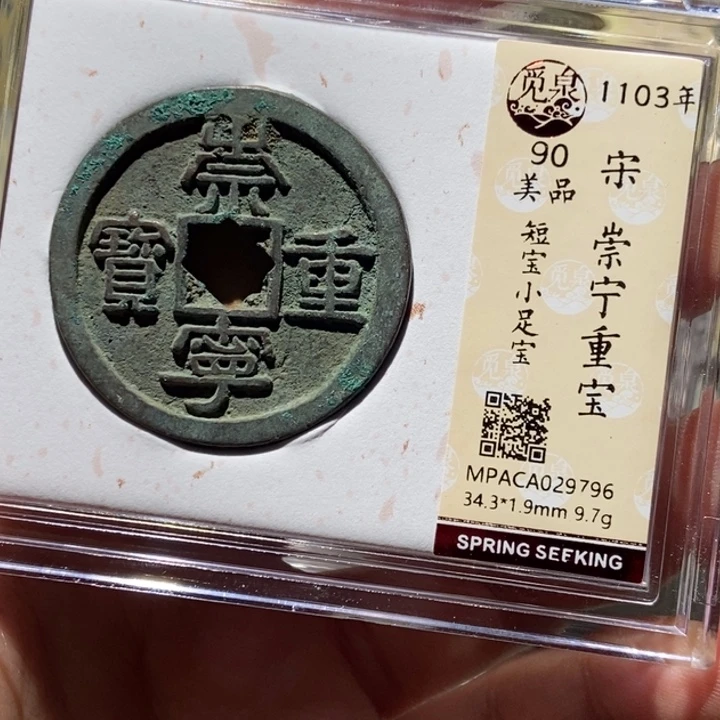 崇寧重寶
觅泉
1103年
90
美品
短宝小足宝
宋 崇宁重宝
MPACA029796
34.3*1.9mm 9.7g
SPRING SEEKING